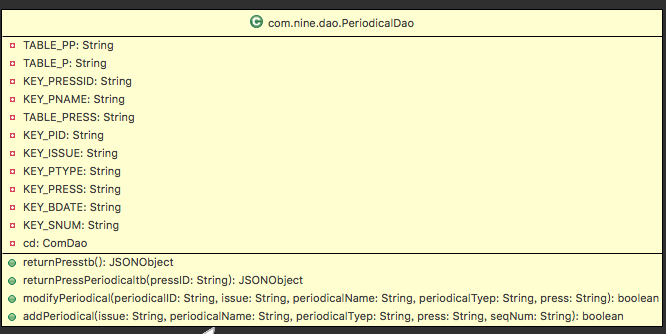 C com.nine.dao.PeriodicalDao
TABLE_PP: String
TABLE_P: String
KEY_PRESSID: String
KEY_PNAME: String
TABLE_PRESS: String
KEY_PID: String
KEY_ISSUE: String
KEY_PTYPE: String
KEY_PRESS: String
KEY_BDATE: String
KEY_SNUM: String
cd: ComDao
returnPresstb(): JSONObject
returnPressPeriodicaltb(pressID: String): JSONObject
modifyPeriodical(periodicalID: String, issue: String, periodicalName: String, periodicalTyep: String, press: String): boolean
addPeriodical(issue: String, periodicalName: String, periodicalTyep: String, press: String, seqNum: String): boolean